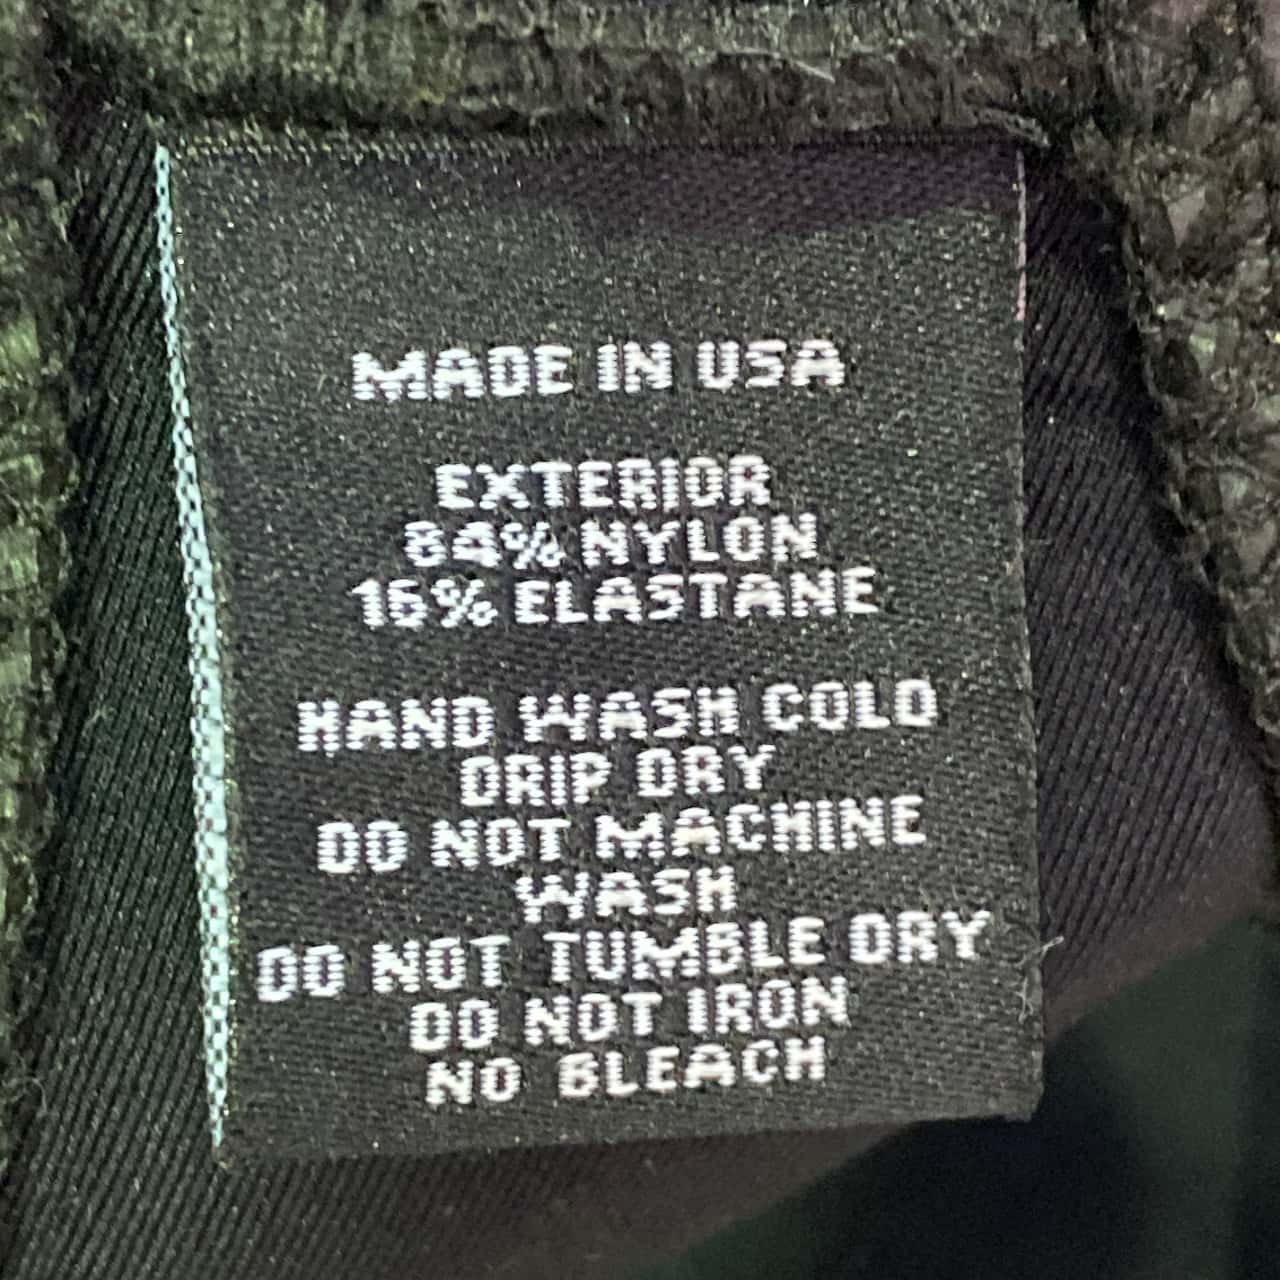 MADE IN USA
EXTERIOR
84% NYLON
16% ELASTANE
HAND WASH COLD
DRIP DRY
DO NOT MACHINE
WASH
DO NOT TUMBLE DRY
DO NOT IRON
NO BLEACH